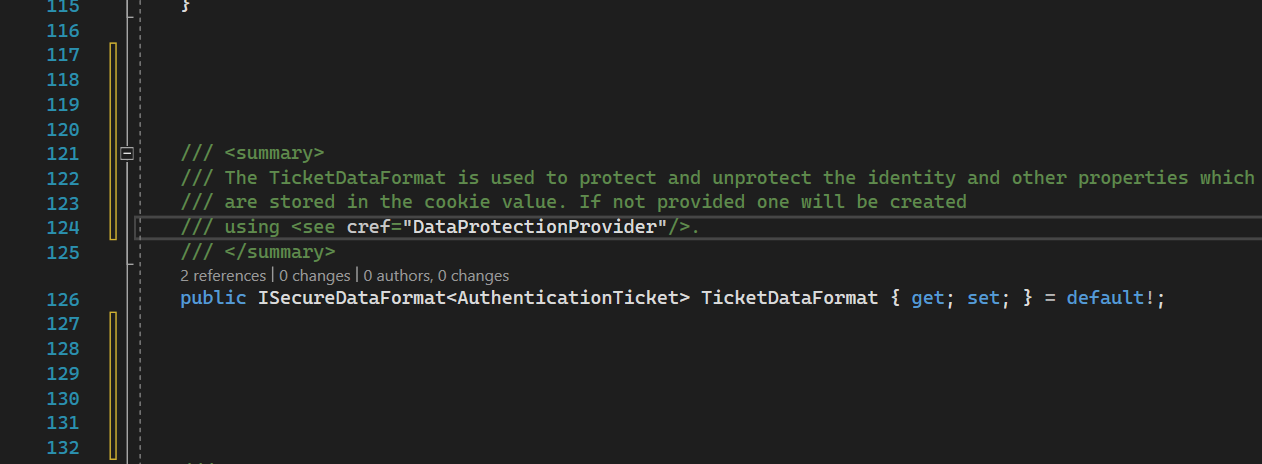 115 }
116
117
118
119
120
121 /// <summary>
122 /// The TicketDataFormat is used to protect and unprotect the identity and other properties which
123 /// are stored in the cookie value. If not provided one will be created
124 /// using <see cref="DataProtectionProvider"/>.
125 /// </summary>
2 references | 0 changes | 0 authors, 0 changes
126 public ISecureDataFormat<AuthenticationTicket> TicketDataFormat { get; set; } = default!;
127
128
129
130
131
132